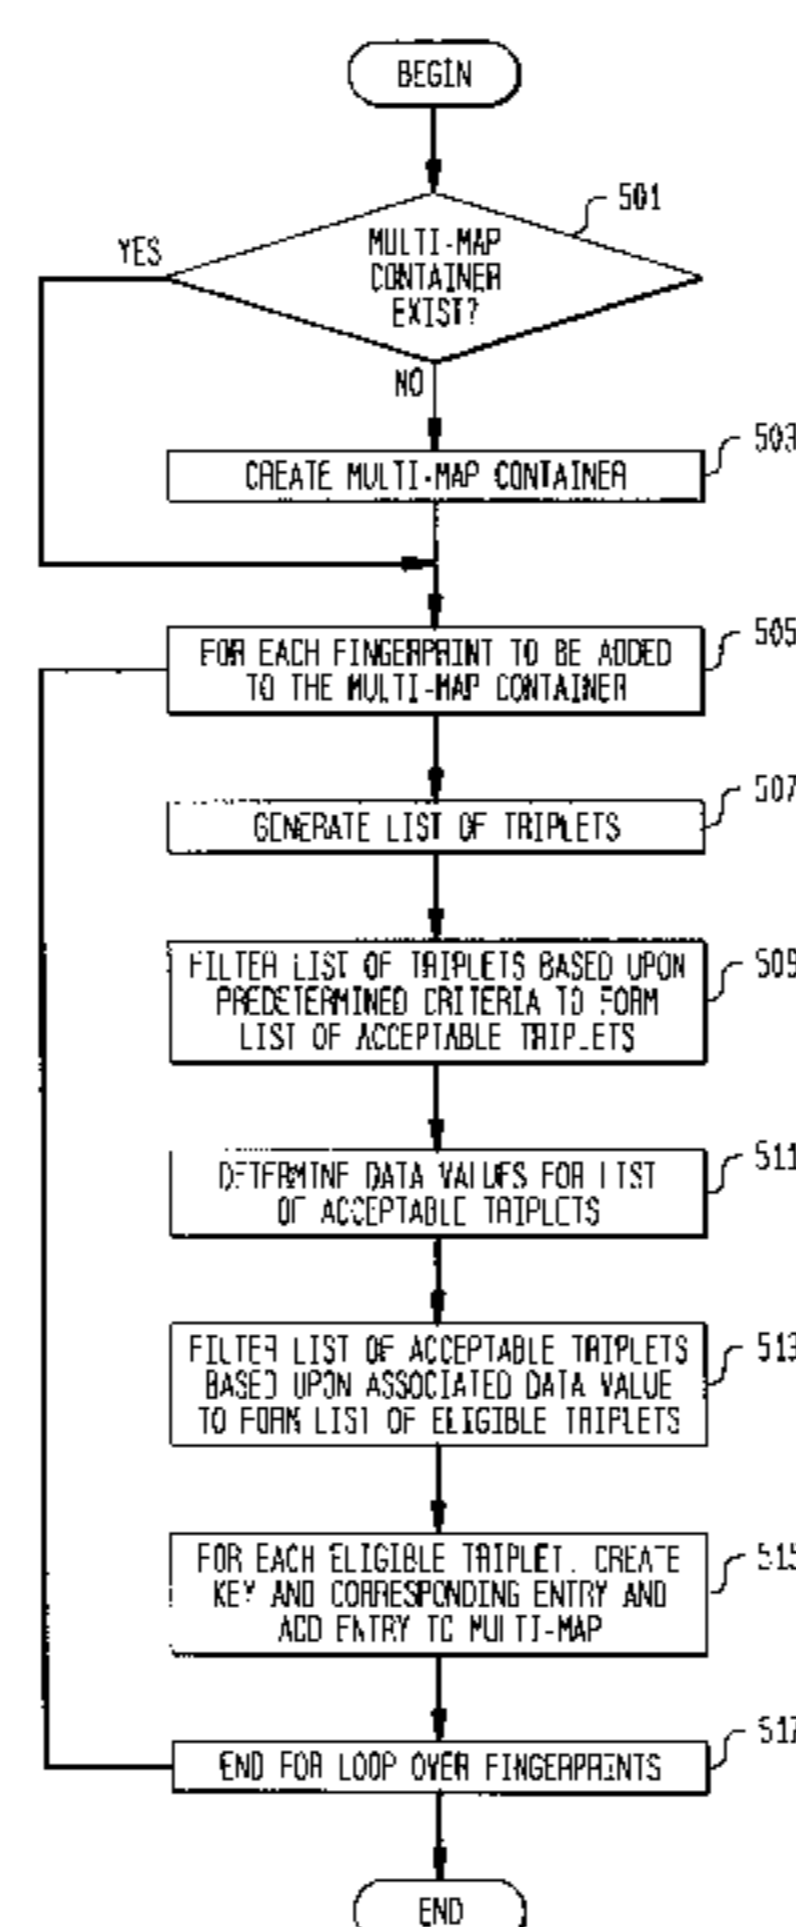 BEGIN
501
YES
MULTI-MAP
CONTAINER
EXIST?
NO
503
CREATE MULTI-MAP CONTAINER
505
FOR EACH FINGERPRINT TO BE ADDED
TO THE MULTI-MAP CONTAINER
507
GENERATE LIST OF TRIPLETS
509
FILTER LIST OF TRIPLETS BASED UPON
PREDETERMINED CRITERIA TO FORM
LIST OF ACCEPTABLE TRIPLETS
511
DETERMINE DATA VALUES FOR LIST
OF ACCEPTABLE TRIPLETS
513
FILTER LIST OF ACCEPTABLE TRIPLETS
BASED UPON ASSOCIATED DATA VALUE
TO FORM LIST OF ELIGIBLE TRIPLETS
515
FOR EACH ELIGIBLE TRIPLET, CREATE
KEY AND CORRESPONDING ENTRY AND
ADD ENTRY TO MULTI-MAP
517
END FOR LOOP OVER FINGERPRINTS
END